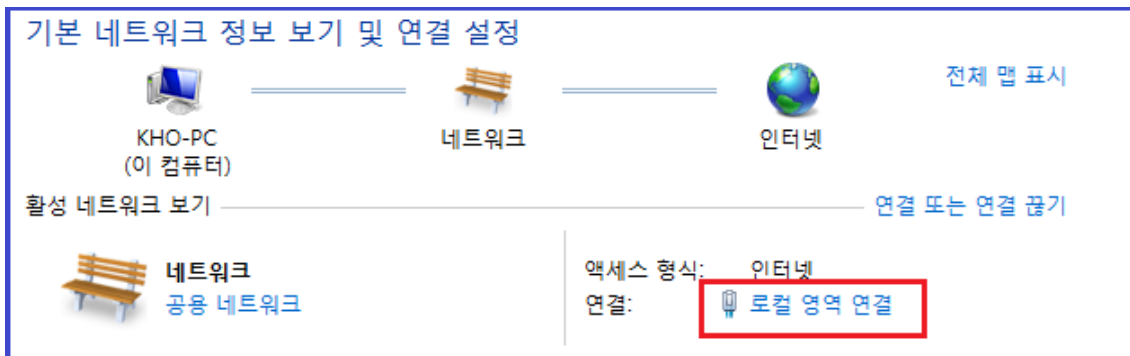 기본 네트워크 정보 보기 및 연결 설정
전체 맵 표시
KHO-PC
(이 컴퓨터)
네트워크
인터넷
활성 네트워크 보기
연결 또는 연결 끊기
네트워크
공용 네트워크
액세스 형식: 인터넷
연결: 로컬 영역 연결